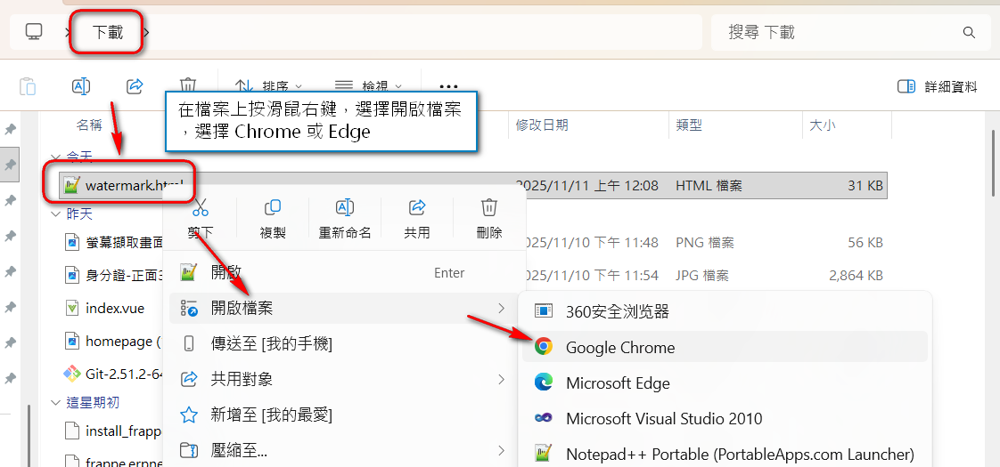 下載
搜尋 下載
排序
檢視
詳細資料
在檔案上按滑鼠右鍵，選擇開啟檔案
，選擇 Chrome 或 Edge
名稱
修改日期
類型
大小
今天
watermark.html
2025/11/11 上午 12:08
HTML 檔案
31 KB
昨天
剪下
複製
重新命名
共用
刪除
螢幕擷取畫面
2025/11/10 下午 11:48
PNG 檔案
56 KB
身分證-正面3
開啟
Enter
2025/11/10 下午 11:54
JPG 檔案
2,864 KB
index.vue
開啟檔案
360安全浏览器
homepage (
傳送至 [我的手機]
Google Chrome
Git-2.51.2-64
共用對象
Microsoft Edge
這星期初
新增至 [我的最愛]
Microsoft Visual Studio 2010
install_frapp
壓縮至...
Notepad++ Portable (PortableApps.com Launcher)
frappe.erpne